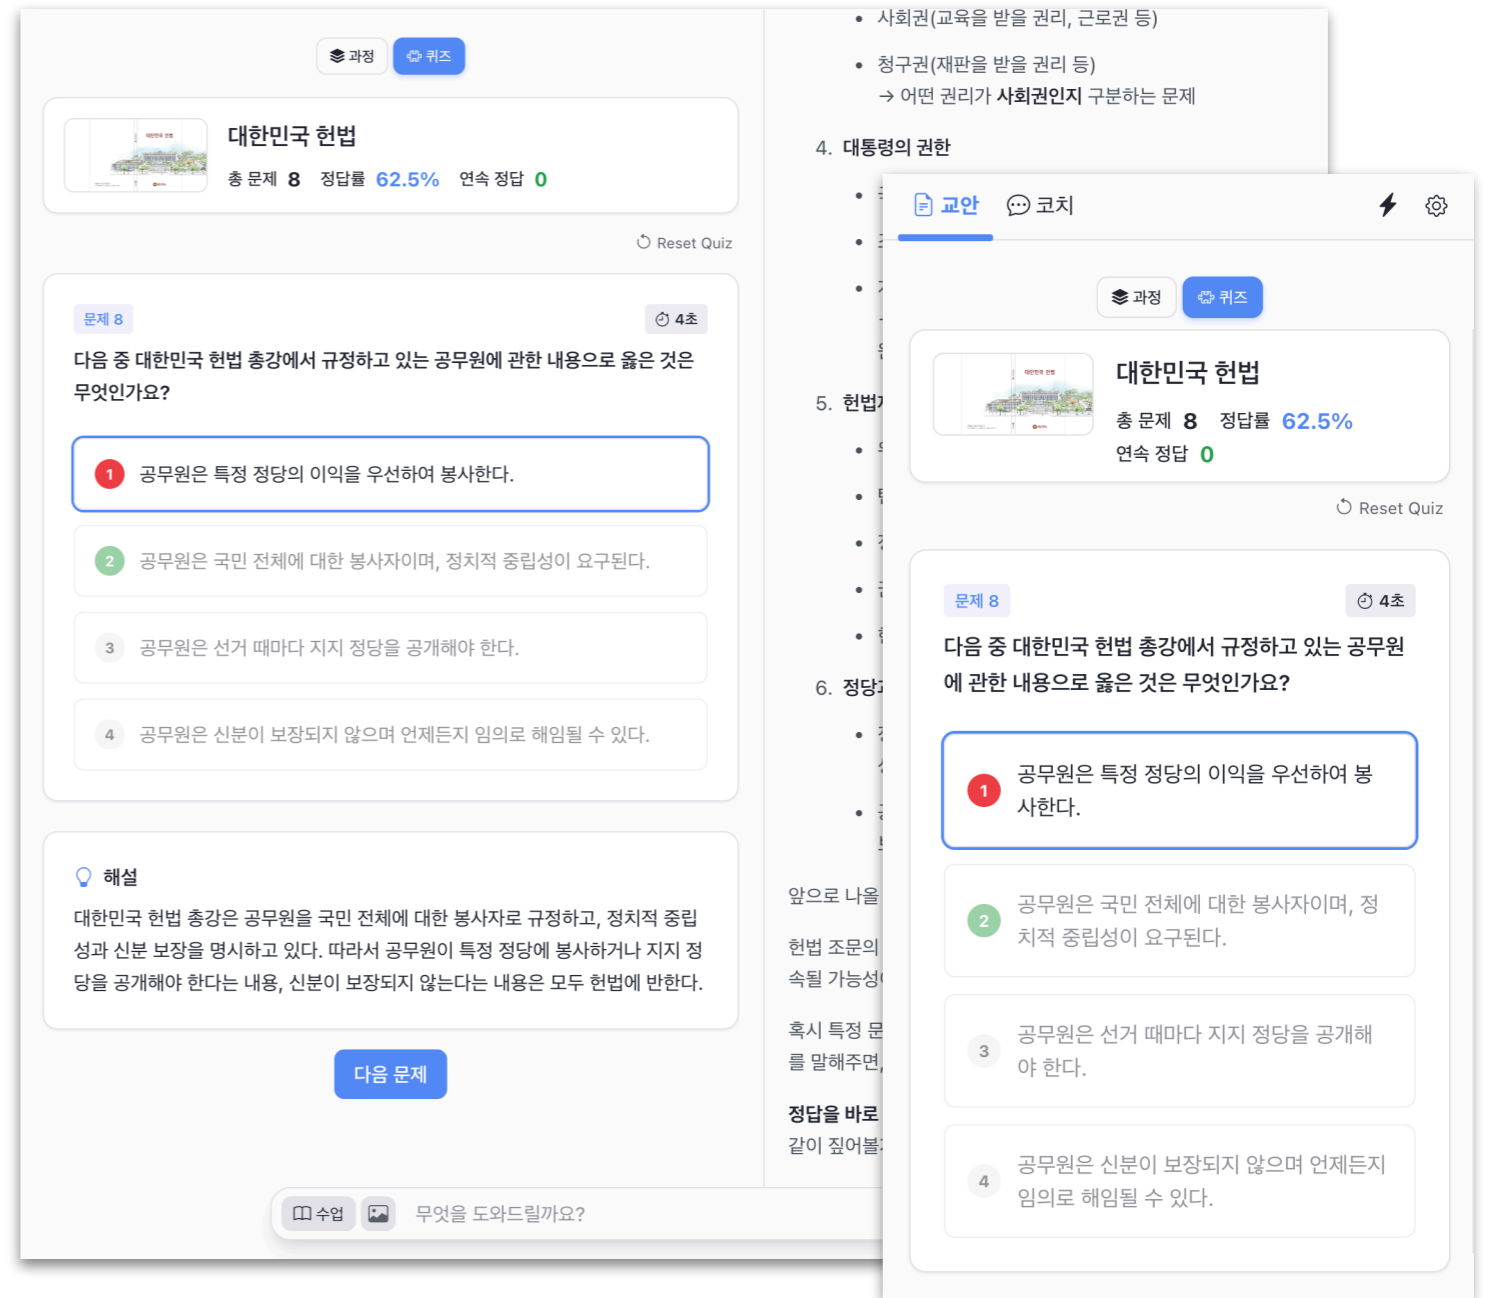 과정
퀴즈
대한민국 헌법
대한민국 헌법
총 문제 8 정답률 62.5% 연속 정답 0
Reset Quiz
문제 8
4초
다음 중 대한민국 헌법 총강에서 규정하고 있는 공무원에 관한 내용으로 옳은 것은
무엇인가요?
1 공무원은 특정 정당의 이익을 우선하여 봉사한다.
2 공무원은 국민 전체에 대한 봉사자이며, 정치적 중립성이 요구된다.
3 공무원은 선거 때마다 지지 정당을 공개해야 한다.
4 공무원은 신분이 보장되지 않으며 언제든지 임의로 해임될 수 있다.
해설
대한민국 헌법 총강은 공무원을 국민 전체에 대한 봉사자로 규정하고, 정치적 중립
성과 신분 보장을 명시하고 있다. 따라서 공무원이 특정 정당에 봉사하거나 지지 정
당을 공개해야 한다는 내용, 신분이 보장되지 않는다는 내용은 모두 헌법에 반한다.
다음 문제
• 사회권(교육을 받을 권리, 근로권 등)
• 청구권(재판을 받을 권리 등)
→ 어떤 권리가 사회권인지 구분하는 문제
4. 대통령의 권한
5.
6.
앞으로 나올
헌법 조문의
속될
혹시 특정
를 말해주면,
정답을 바로
같이
수업
무엇을 도와드릴까요?
교안
코치
과정
퀴즈
대한민국 헌법
대한민국 헌법
총 문제 8 정답률 62.5%
연속 정답 0
Reset Quiz
문제 8
4초
다음 중 대한민국 헌법 총강에서 규정하고 있는 공무원
에 관한 내용으로 옳은 것은 무엇인가요?
1 공무원은 특정 정당의 이익을 우선하여 봉
사한다.
2 공무원은 국민 전체에 대한 봉사자이며, 정
치적 중립성이 요구된다.
3 공무원은 선거 때마다 지지 정당을 공개해
야 한다.
4 공무원은 신분이 보장되지 않으며 언제든지
임의로 해임될 수 있다.